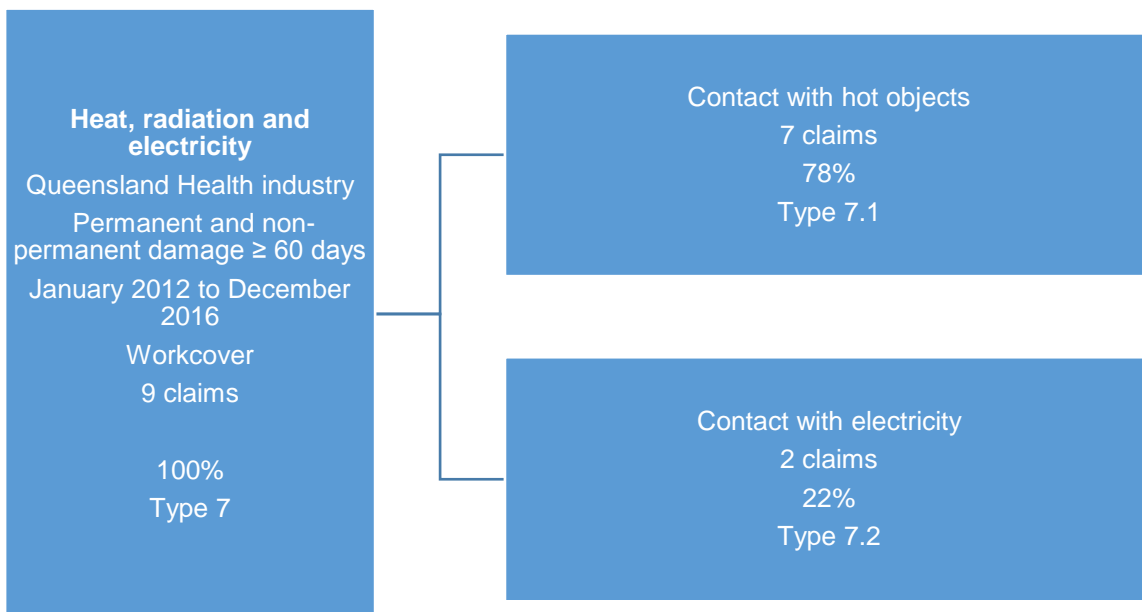 Heat, radiation and
electricity
Queensland Health industry
Permanent and non-
permanent damage ≥ 60 days
January 2012 to December
2016
Workcover
9 claims
100%
Type 7
Contact with hot objects
7 claims
78%
Type 7.1
Contact with electricity
2 claims
22%
Type 7.2